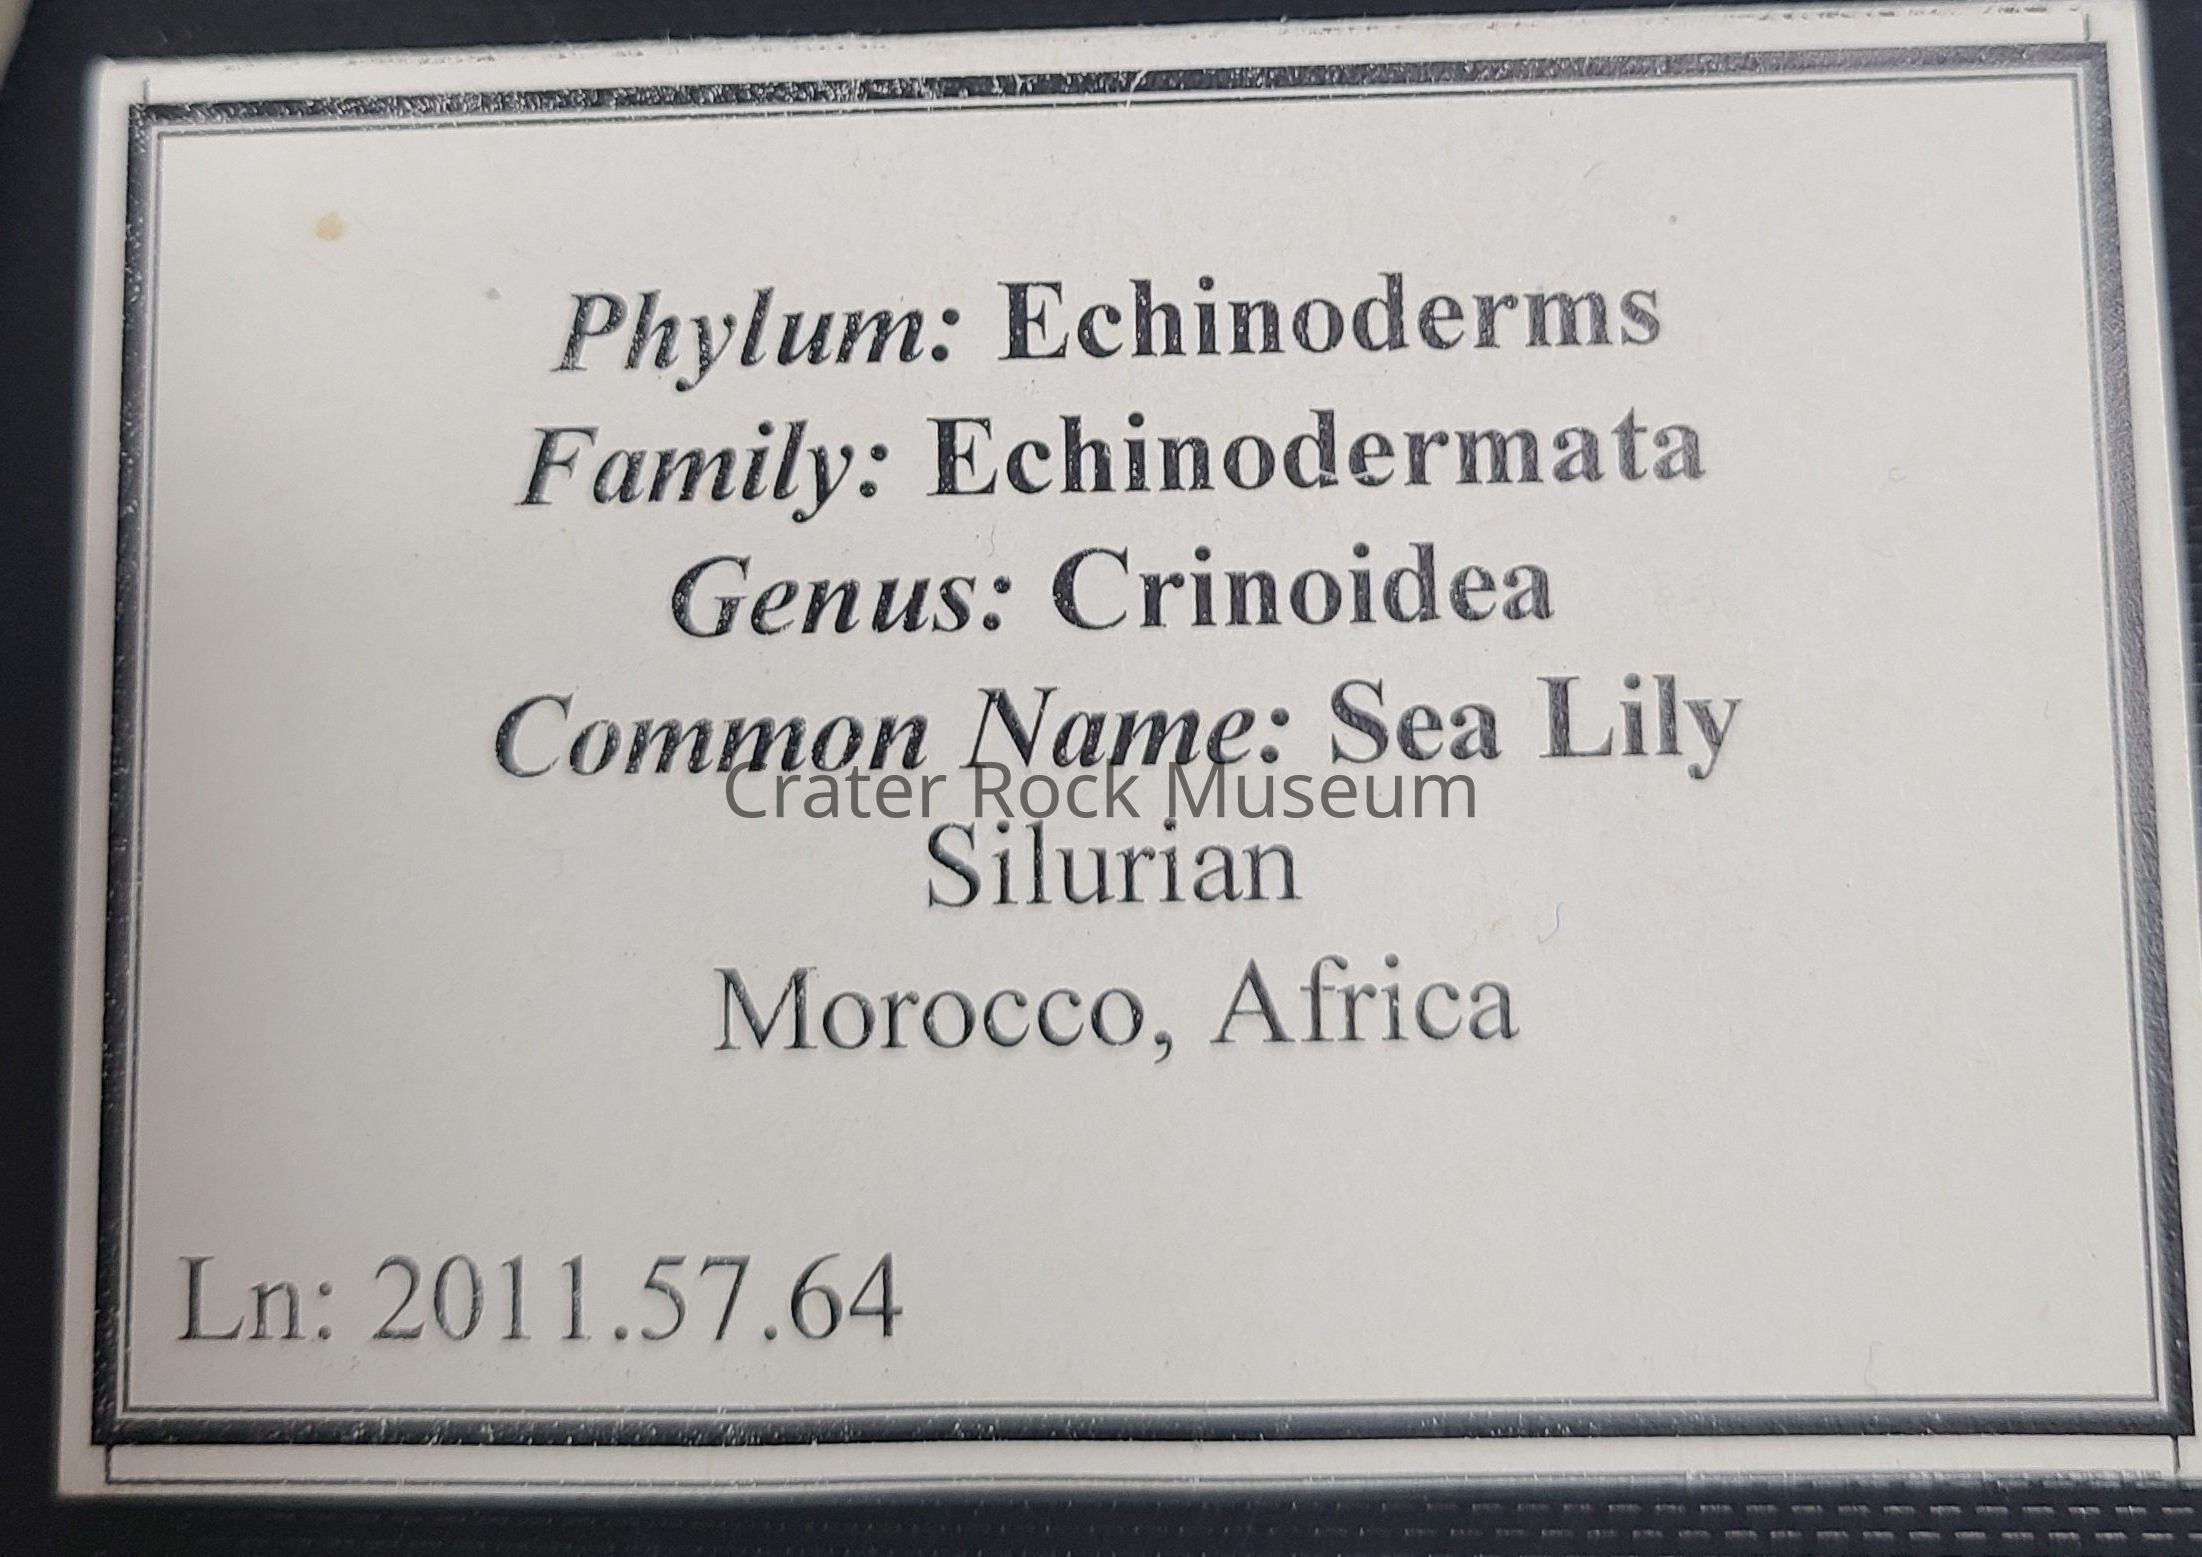 Phylum: Echinoderms
Family: Echinodermata
Genus: Crinoidea
Common Name: Sea Lily
Crater Rock Museum
Silurian
Morocco, Africa
Ln: 2011.57.64